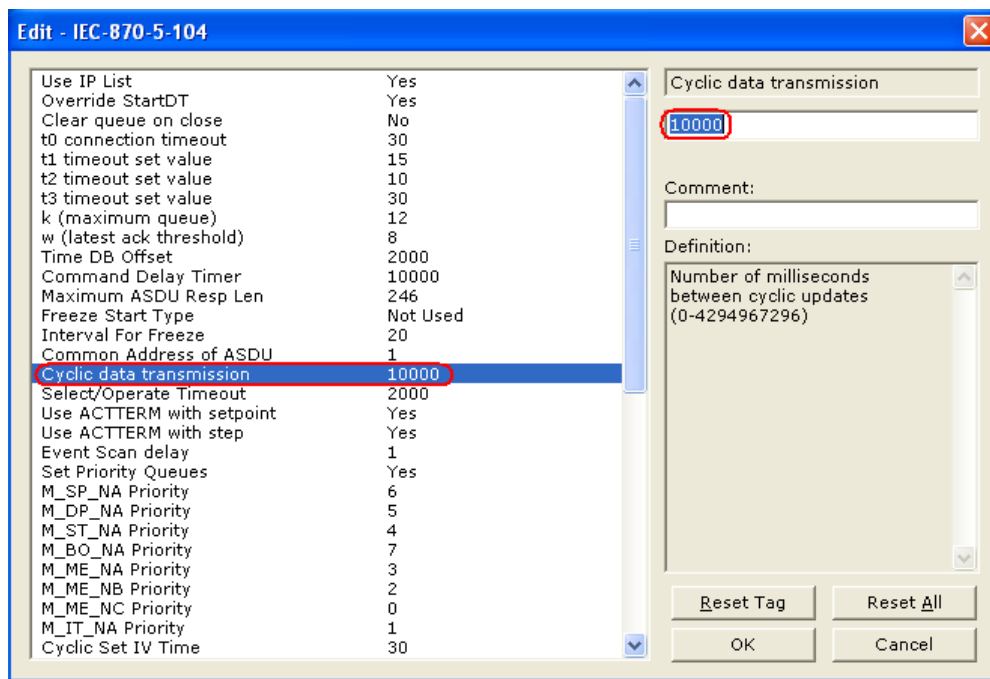 Edit - IEC-870-5-104
Use IP List Yes
Override StartDT Yes
Clear queue on close No
t0 connection timeout 30
t1 timeout set value 15
t2 timeout set value 10
t3 timeout set value 30
k (maximum queue) 12
w (latest ack threshold) 8
Time DB Offset 2000
Command Delay Timer 10000
Maximum ASDU Resp Len 246
Freeze Start Type Not Used
Interval For Freeze 20
Common Address of ASDU 1
Cyclic data transmission 10000
Select/Operate Timeout 2000
Use ACTTERM with setpoint Yes
Use ACTTERM with step Yes
Event Scan delay 1
Set Priority Queues Yes
M_SP_NA Priority 6
M_DP_NA Priority 5
M_ST_NA Priority 4
M_BO_NA Priority 7
M_ME_NA Priority 3
M_ME_NB Priority 2
M_ME_NC Priority 0
M_IT_NA Priority 1
Cyclic Set IV Time 30
Cyclic data transmission
10000
Comment:
Definition:
Number of milliseconds
between cyclic updates
(0-4294967296)
Reset Tag
Reset All
OK
Cancel